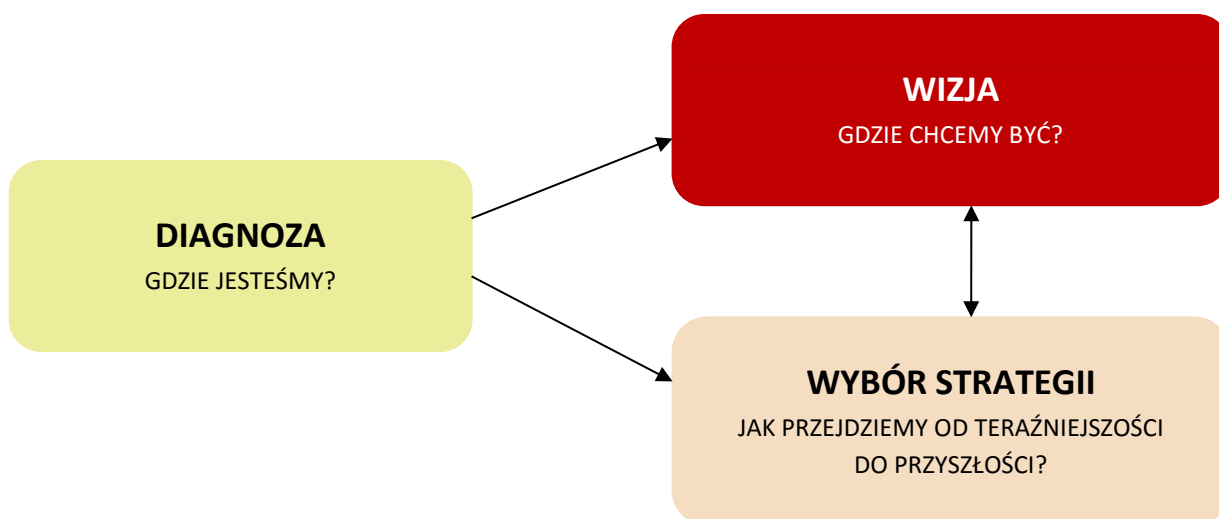 WIZJA
GDZIE CHCEMY BYĆ?
DIAGNOZA
GDZIE JESTEŚMY?
WYBÓR STRATEGII
JAK PRZEJDZIEMY OD TERAŹNIEJSZOŚCI
DO PRZYSZŁOŚCI?